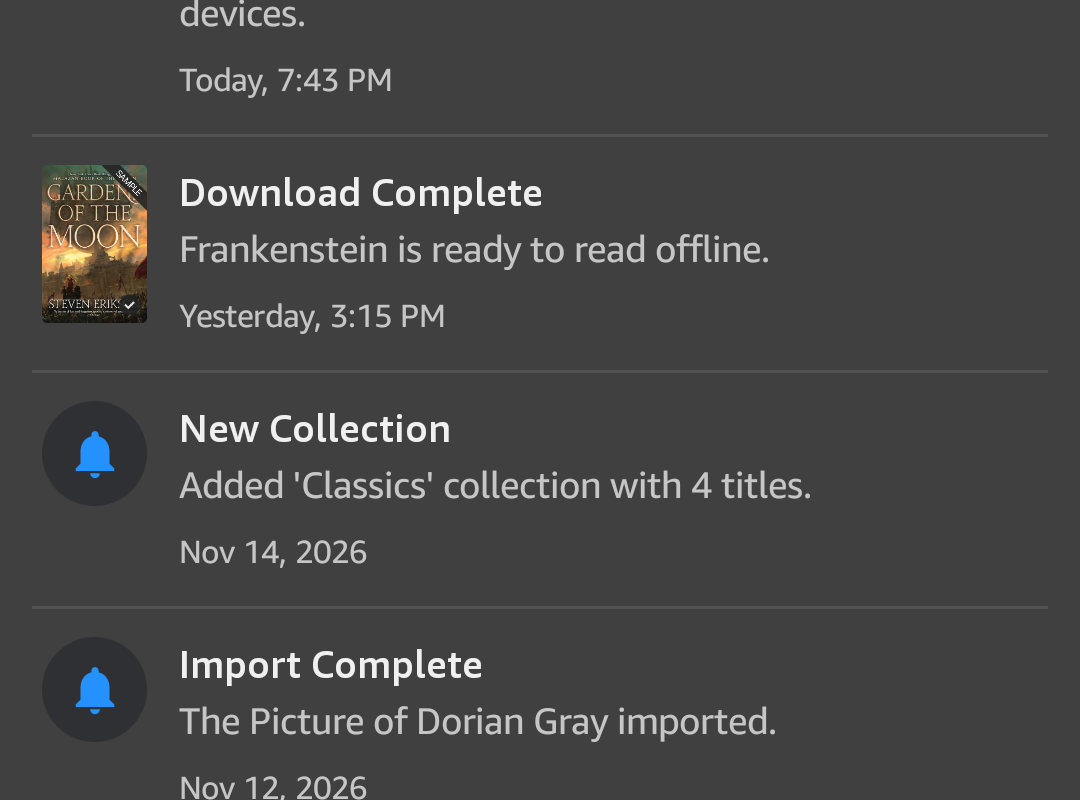 devices.
Today, 7:43 PM
SAMPLE
GARDENS
OF THE
MOON
STEVEN ERIK
Download Complete
Frankenstein is ready to read offline.
Yesterday, 3:15 PM
New Collection
Added 'Classics' collection with 4 titles.
Nov 14, 2026
Import Complete
The Picture of Dorian Gray imported.
Nov 12, 2026